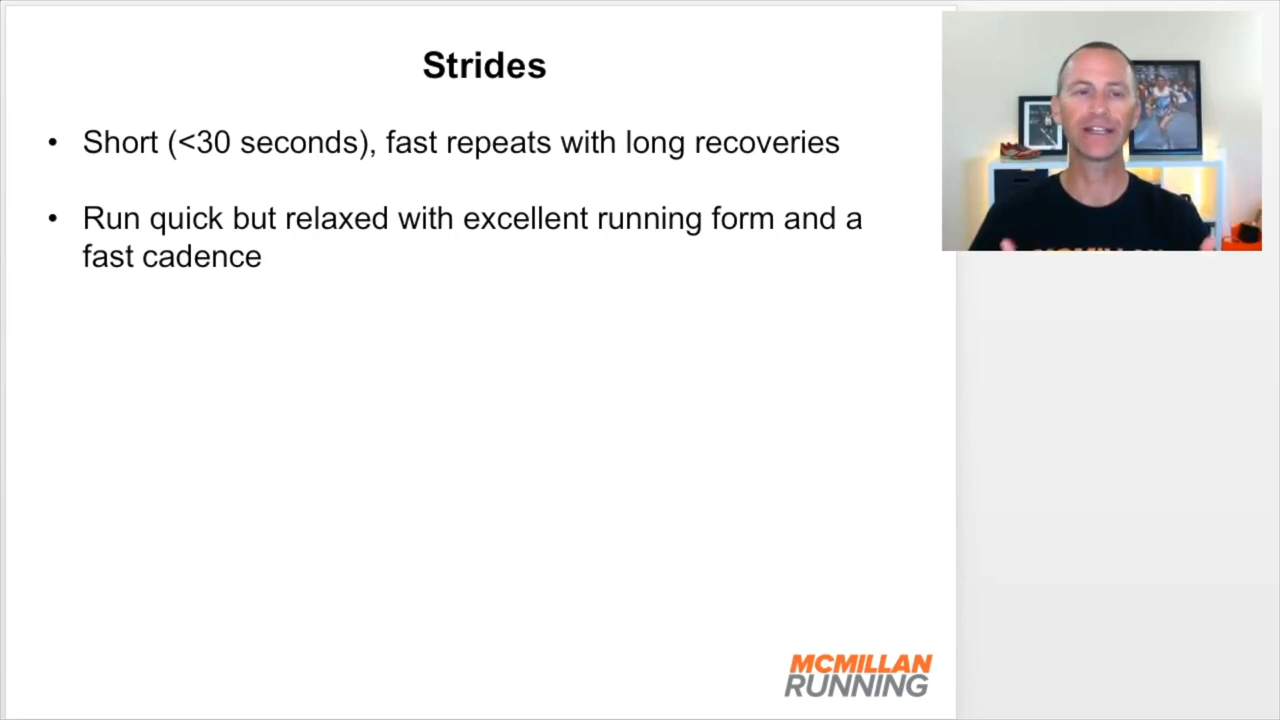 Strides
• Short (<30 seconds), fast repeats with long recoveries
• Run quick but relaxed with excellent running form and a
fast cadence
MCMILLAN
MCMILLAN
RUNNING